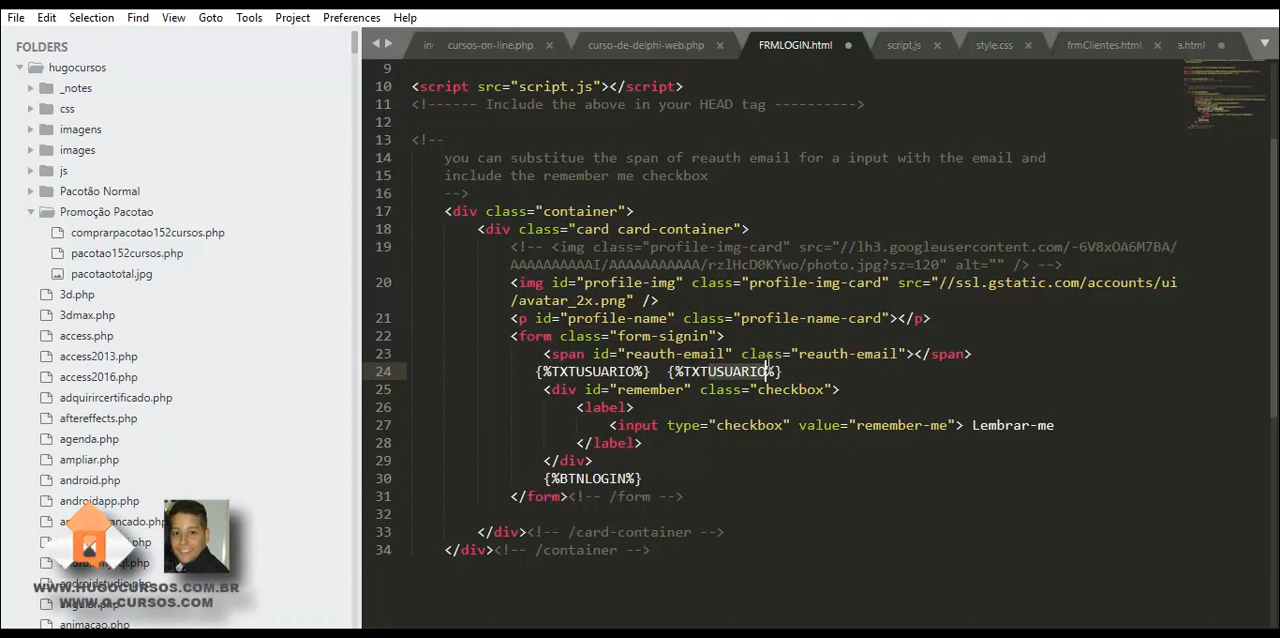 File Edit Selection Find View Goto Tools Project Preferences Help
FOLDERS
hugocursos
_notes
css
imagens
images
js
Pacotão Normal
Promoção Pacotao
comprarpacotao152cursos.php
pacotao152cursos.php
pacotaototal.jpg
3d.php
3dmax.php
access.php
access2013.php
access2016.php
adquirircertificado.php
aftereffects.php
agenda.php
ampliar.php
android.php
androidapp.php
androidstudio.php
angular.php
animacao.php
WWW.HUGOCURSOS.COM.BR
WWW.O-CURSOS.COM
cursos-on-line.php × curso-de-delphi-web.php × FRMLOGIN.html script.js × style.css × frmClientes.html × a.html
9
10 <script src="script.js"></script>
11 <!------ Include the above in your HEAD tag ---------->
12
13 <!--
14 you can substitue the span of reauth email for a input with the email and
15 include the remember me checkbox
16 -->
17 <div class="container">
18 <div class="card card-container">
19 <!-- <img class="profile-img-card" src="//lh3.googleusercontent.com/-6V8xOA6M7BA/
AAAAAAAAAAI/AAAAAAAAAAA/rzlHcD0KYwo/photo.jpg?sz=120" alt="" /> -->
20 <img id="profile-img" class="profile-img-card" src="//ssl.gstatic.com/accounts/ui
/avatar_2x.png" />
21 <p id="profile-name" class="profile-name-card"></p>
22 <form class="form-signin">
23 <span id="reauth-email" class="reauth-email"></span>
24 {%TXTUSUARIO%} {%TXTUSUARIO%}
25 <div id="remember" class="checkbox">
26 <label>
27 <input type="checkbox" value="remember-me"> Lembrar-me
28 </label>
29 </div>
30 {%BTNLOGIN%}
31 </form><!-- /form -->
32
33 </div><!-- /card-container -->
34 </div><!-- /container -->